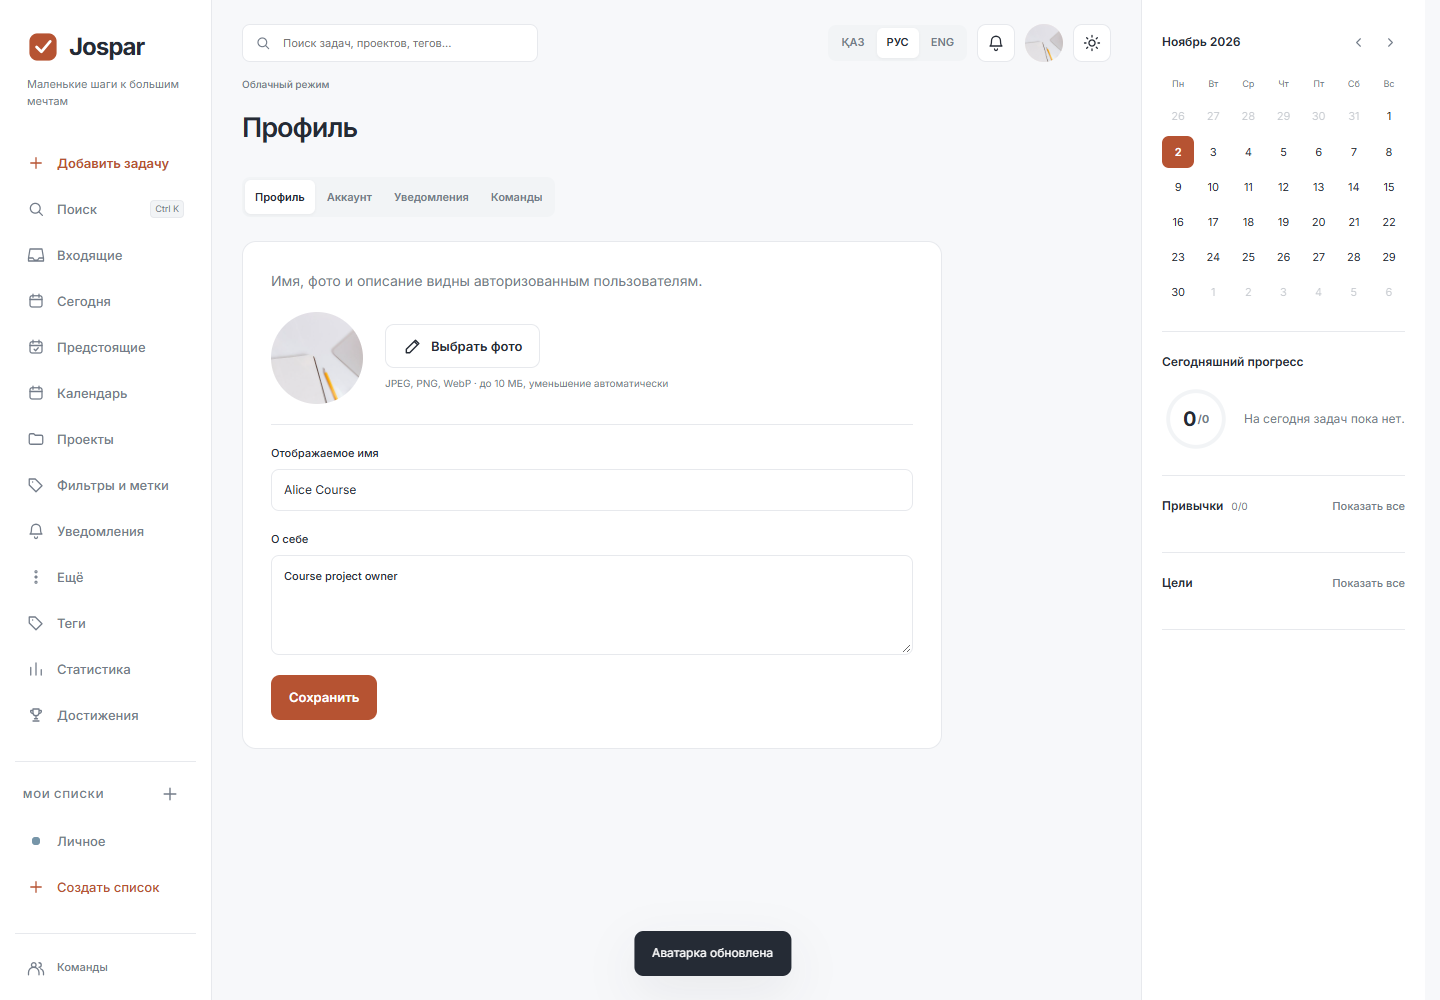 Jospar
Маленькие шаги к большим
мечтам
Добавить задачу
Поиск
Ctrl K
Входящие
Сегодня
Предстоящие
Календарь
Проекты
Фильтры и метки
Уведомления
Ещё
Теги
Статистика
Достижения
МОИ СПИСКИ
Личное
Создать список
Команды
Поиск задач, проектов, тегов...
ҚАЗ РУС ENG
Облачный режим
Профиль
Профиль Аккаунт Уведомления Команды
Имя, фото и описание видны авторизованным пользователям.
Выбрать фото
JPEG, PNG, WebP · до 10 МБ, уменьшение автоматически
Отображаемое имя
Alice Course
О себе
Course project owner
Сохранить
Аватарка обновлена
Ноябрь 2026
Пн Вт Ср Чт Пт Сб Вс
26 27 28 29 30 31 1
2 3 4 5 6 7 8
9 10 11 12 13 14 15
16 17 18 19 20 21 22
23 24 25 26 27 28 29
30 1 2 3 4 5 6
Сегодняшний прогресс
0/0
На сегодня задач пока нет.
Привычки 0/0 Показать все
Цели Показать все